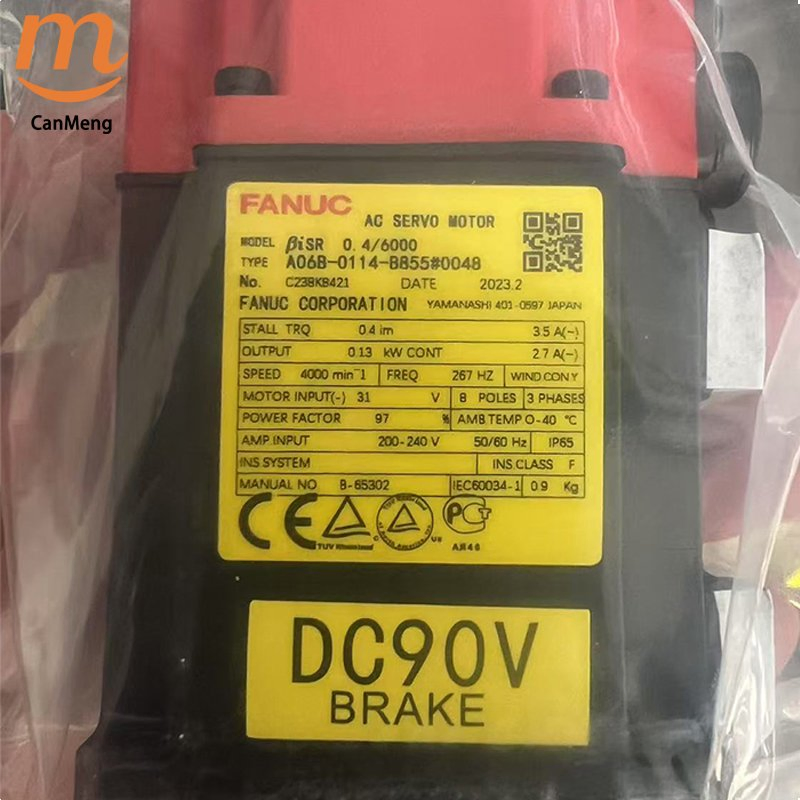 m
CanMeng
FANUC AC SERVO MOTOR
MODEL βiSR 0.4/6000
TYPE A06B-0114-B855#0048
No. C23BKB421 DATE 2023.2
FANUC CORPORATION YAMANASHI 401-0597 JAPAN
STALL TRQ 0.4 im 3.5 A(~)
OUTPUT 0.13 kW CONT 2.7 A(~)
SPEED 4000 min⁻1 FREQ 267 HZ WIND.CON Y
MOTOR INPUT(~) 31 V 8 POLES 3 PHASES
POWER FACTOR 97 % AMB TEMP 0-40 ℃
AMP.INPUT 200-240 V 50/60 Hz IP65
INS.SYSTEM INS.CLASS F
MANUAL NO B-65302 IEC60034-1 0.9 Kg
CE
C US
DC90V
BRAKE